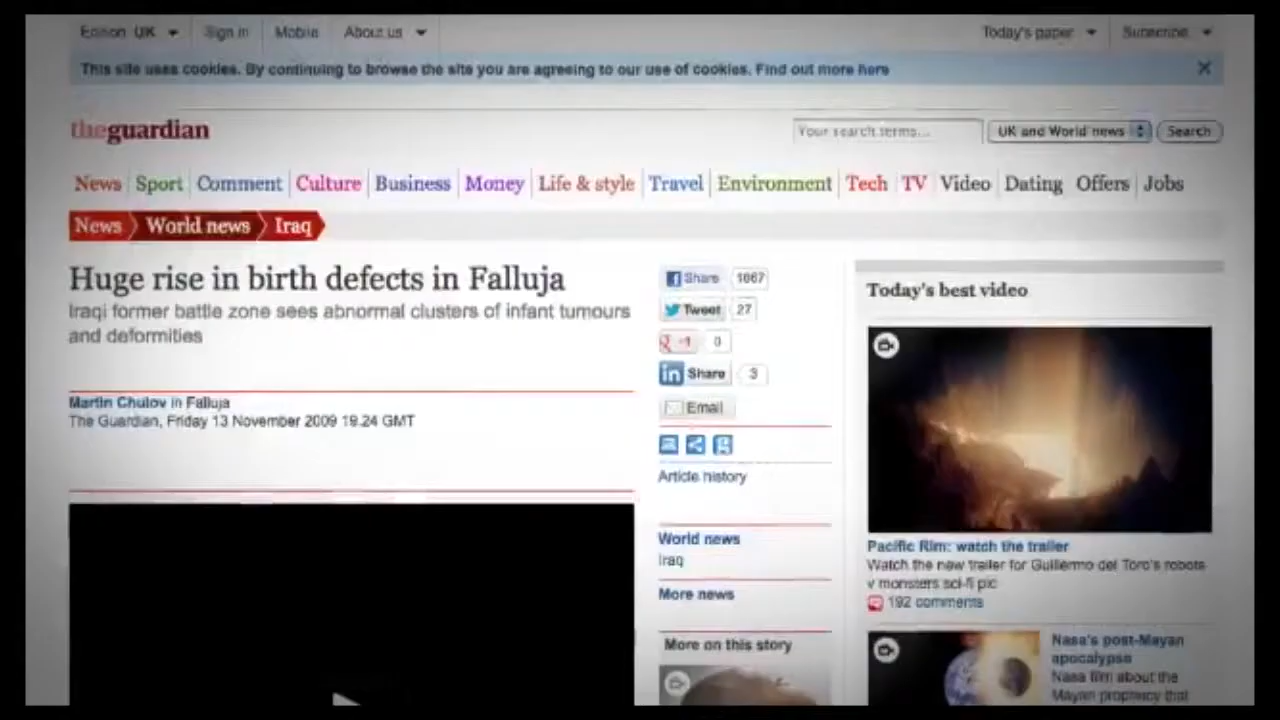 Edition UK
Sign in
Mobile
About us
Today's paper
Subscribe
This site uses cookies. By continuing to browse the site you are agreeing to our use of cookies. Find out more here
theguardian
Your search terms...
UK and World news
Search
News Sport Comment Culture Business Money Life & style Travel Environment Tech TV Video Dating Offers Jobs
News World news Iraq
Huge rise in birth defects in Falluja
Iraqi former battle zone sees abnormal clusters of infant tumours
and deformities
Martin Chulov in Falluja
The Guardian, Friday 13 November 2009 19.24 GMT
Share 1667
Tweet 27
+1 0
in Share 3
Email
Article history
World news
Iraq
More news
More on this story
Today's best video
Pacific Rim: watch the trailer
Watch the new trailer for Guillermo del Toro's robots
v monsters sci-fi pic
192 comments
Nasa's post-Mayan
apocalypse
Nasa film about the
Mayan prophecy that